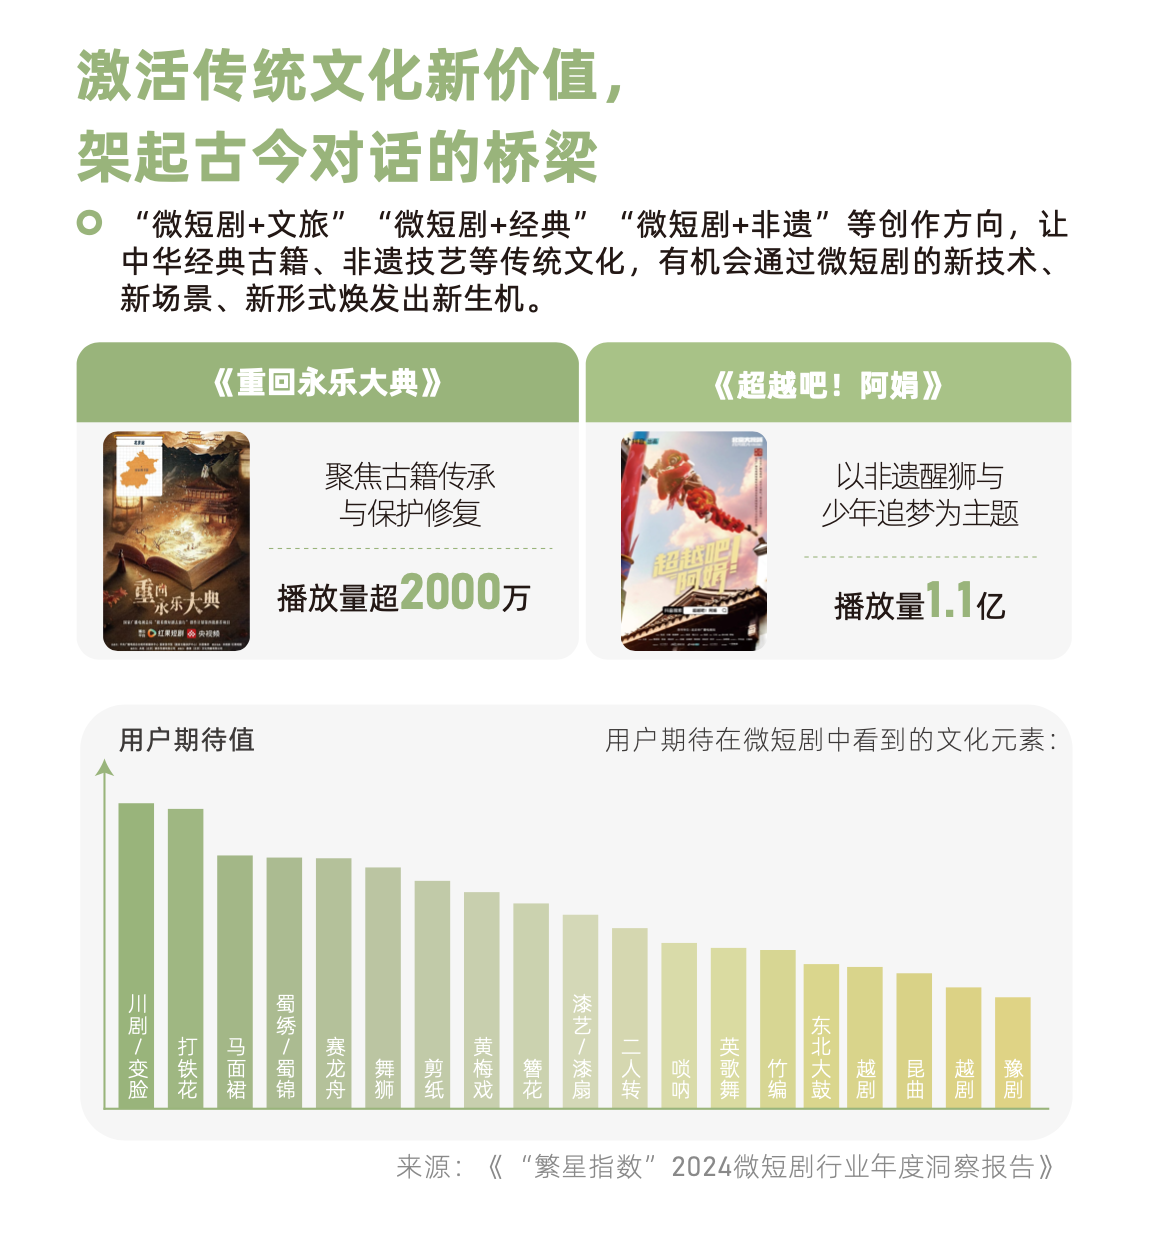 激活传统文化新价值，
架起古今对话的桥梁
“微短剧+文旅” “微短剧+经典” “微短剧+非遗” 等创作方向，让
中华经典古籍、非遗技艺等传统文化，有机会通过微短剧的新技术、
新场景、新形式焕发出新生机。
《重回永乐大典》
重回
永乐大典
红果短剧 央视频
聚焦古籍传承
与保护修复
播放量超2000万
《超越吧！阿娟》
超越吧！
阿娟！
以非遗醒狮与
少年追梦为主题
播放量1.1亿
用户期待值
用户期待在微短剧中看到的文化元素：
川剧/变脸
打铁花
马面裙
蜀绣/蜀锦
赛龙舟
舞狮
剪纸
黄梅戏
簪花
漆艺/漆扇
二人转
唢呐
英歌舞
竹编
东北大鼓
越剧
昆曲
越剧
豫剧
来源：《 “繁星指数” 2024微短剧行业年度洞察报告》